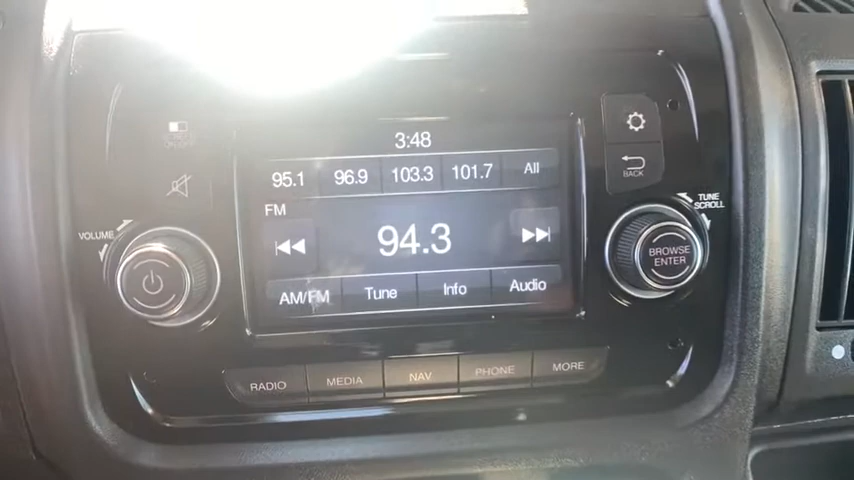 3:48
95.1 96.9 103.3 101.7 All
FM
94.3
AM/FM Tune Info Audio
VOLUME
BACK
TUNE
SCROLL
BROWSE
ENTER
RADIO MEDIA NAV PHONE MORE